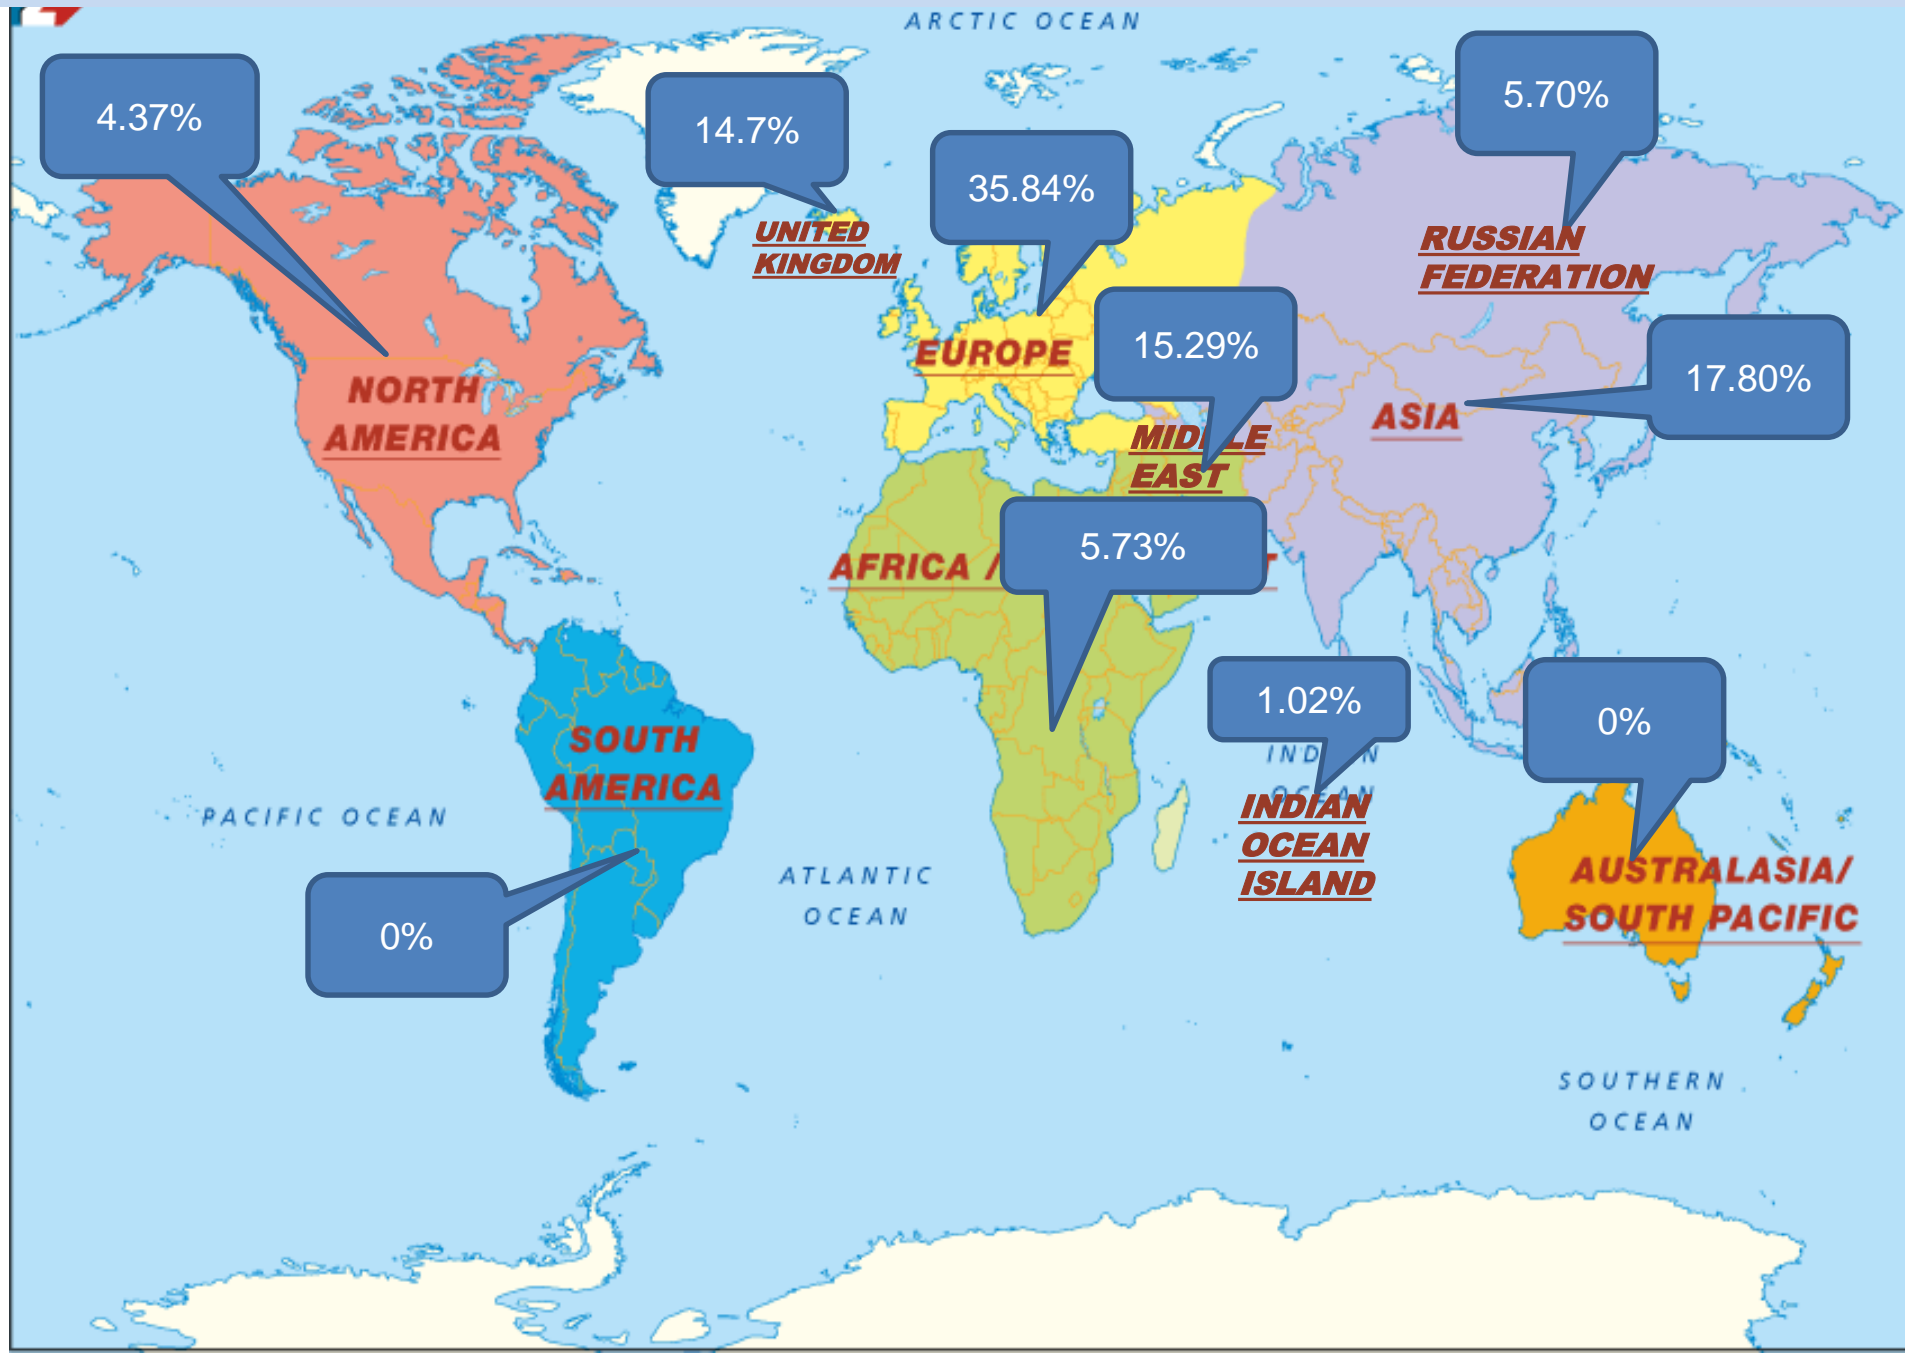 ARCTIC OCEAN
4.37%
14.7%
35.84%
5.70%
UNITED
KINGDOM
RUSSIAN
FEDERATION
EUROPE
15.29%
17.80%
NORTH
AMERICA
ASIA
MIDDLE
EAST
AFRICA /
5.73%
1.02%
0%
SOUTH
AMERICA
INDIAN
OCEAN
INDIAN
OCEAN
ISLAND
PACIFIC OCEAN
ATLANTIC
OCEAN
AUSTRALASIA/
SOUTH PACIFIC
0%
SOUTHERN
OCEAN